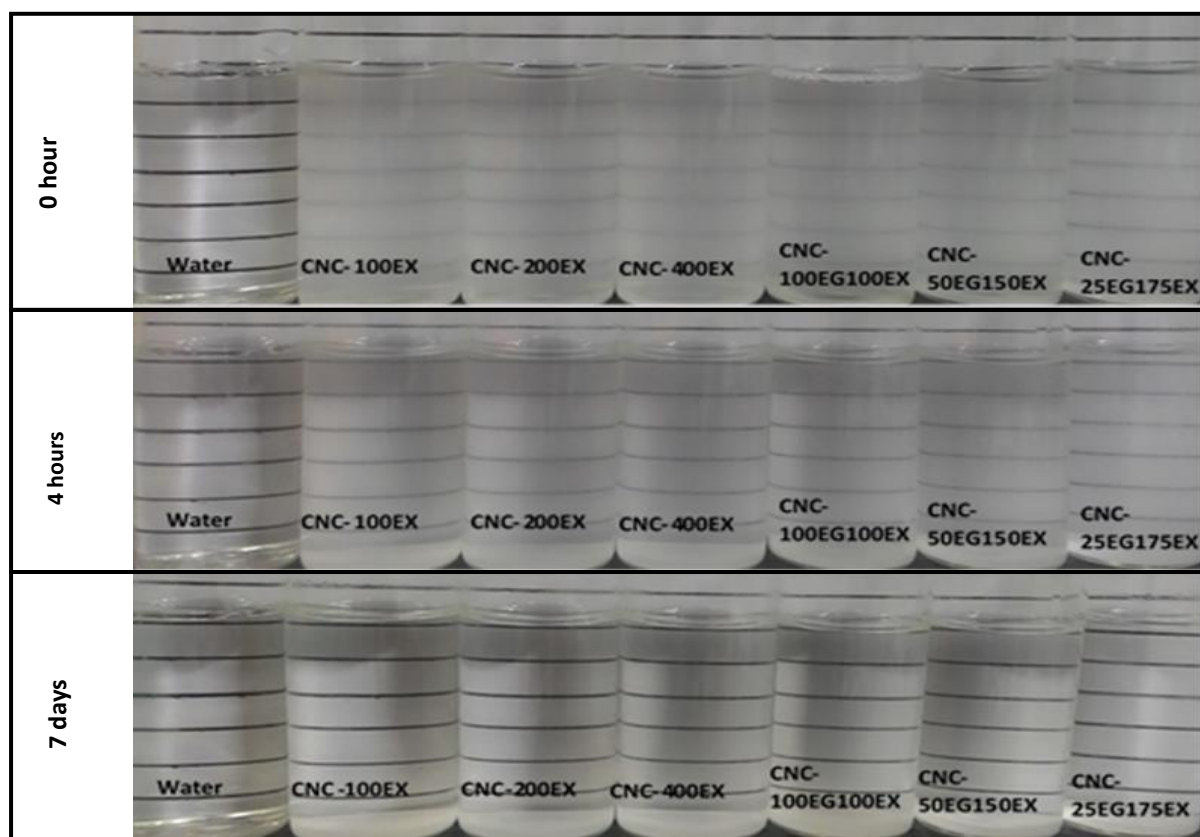 0 hour
Water
CNC-100EX
CNC-200EX
CNC-400EX
CNC-
100EG100EX
CNC-
50EG150EX
CNC-
25EG175EX
4 hours
Water
CNC-100EX
CNC-200EX
CNC-400EX
CNC-
100EG100EX
CNC-
50EG150EX
CNC-
25EG175EX
7 days
Water
CNC-100EX
CNC-200EX
CNC-400EX
CNC-
100EG100EX
CNC-
50EG150EX
CNC-
25EG175EX